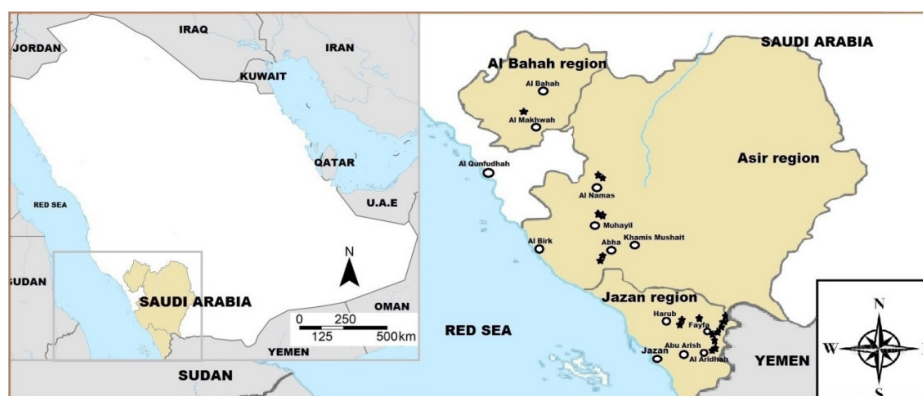 IRAQ
JORDAN
IRAN
KUWAIT
QATAR
U.A.E
RED SEA
N
SUDAN
SAUDI ARABIA
OMAN
0 250
125 500km
YEMEN
SUDAN
SAUDI ARABIA
Al Bahah region
Al Bahah
Al Makhwah
Asir region
Al Qunfudhah
Al Namas
Muhayil
Khamis Mushait
Abha
Al Birk
Jazan region
Harub
Fayfa
RED SEA
Abu Arish
Jazan
Al Aridhah
YEMEN
N
W E
S